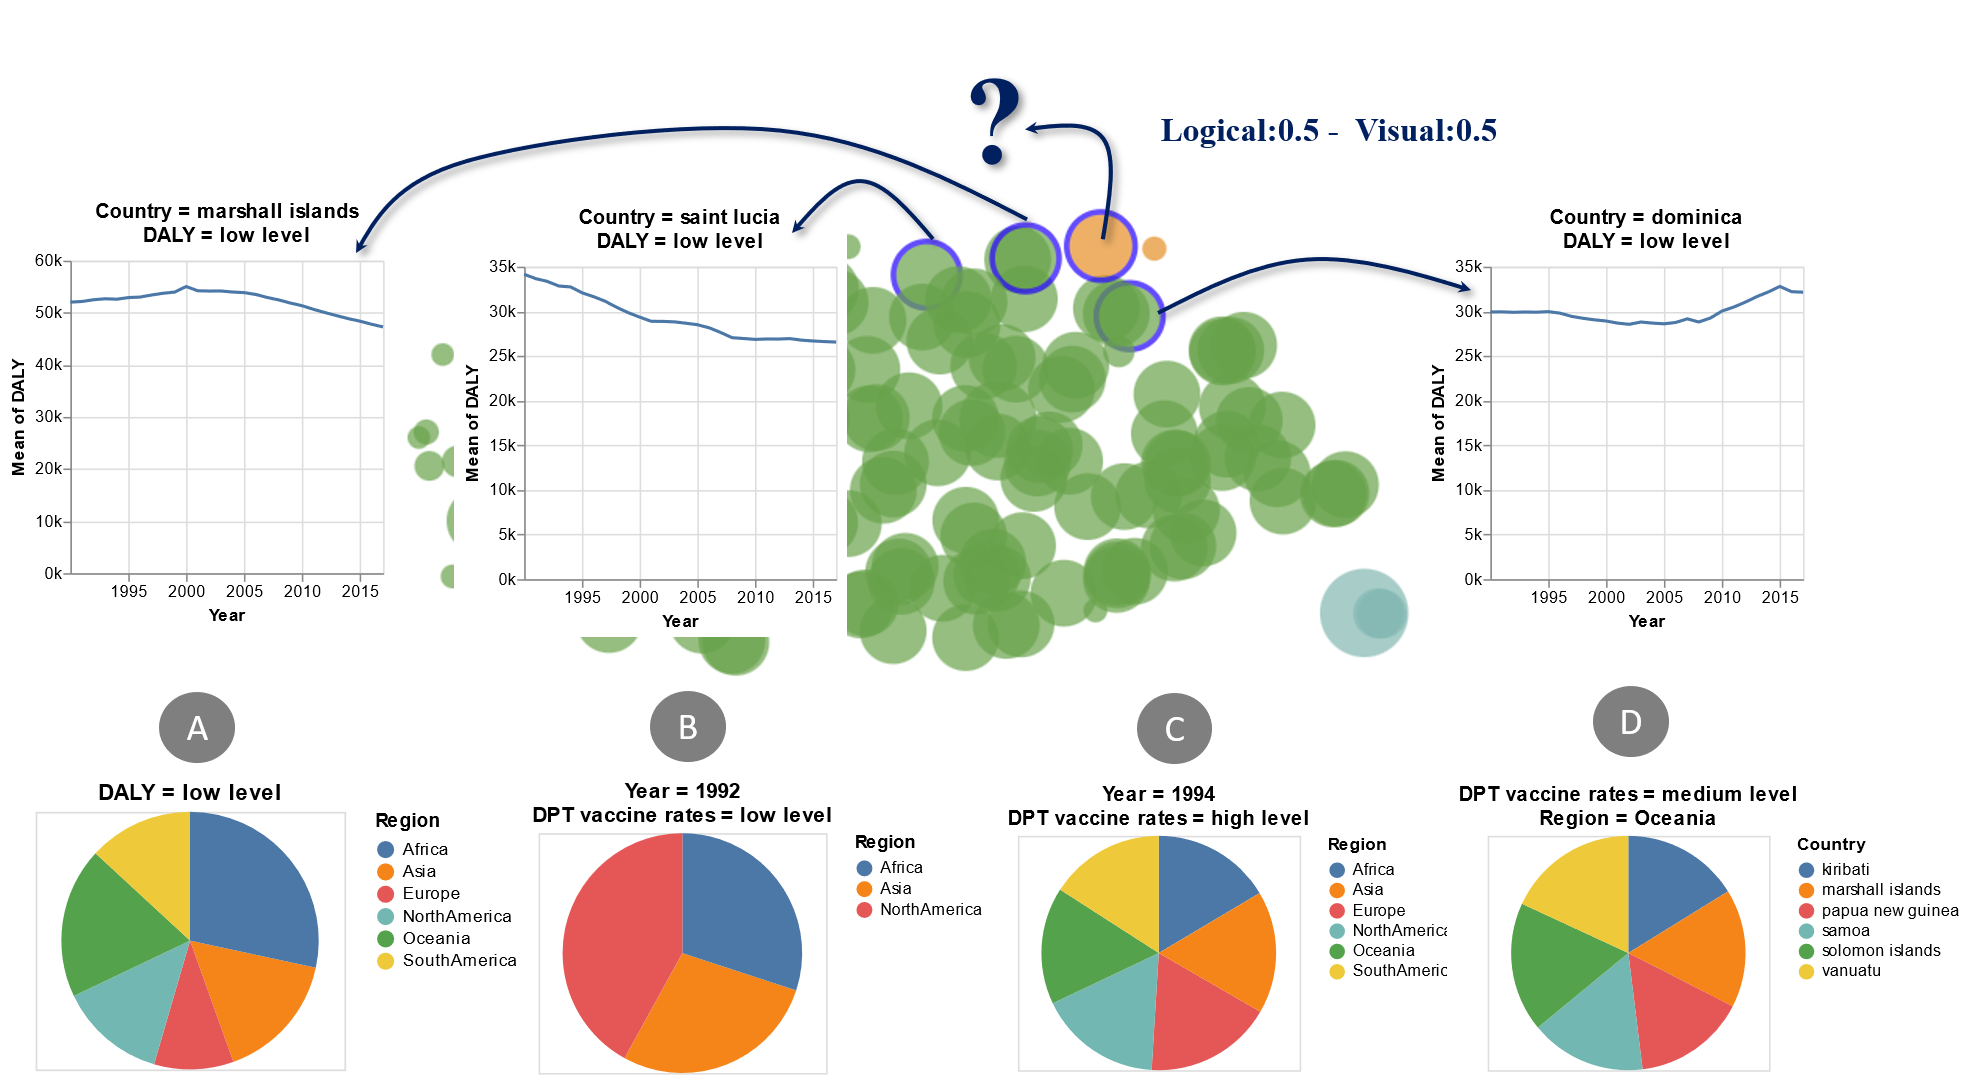 ?
Logical:0.5 - Visual:0.5
Country = marshall islands
DALY = low level
60k
50k
40k
30k
20k
10k
0k
Mean of DALY
1995 2000 2005 2010 2015
Year
Country = saint lucia
DALY = low level
35k
30k
25k
20k
15k
10k
5k
0k
Mean of DALY
1995 2000 2005 2010 2015
Year
Country = dominica
DALY = low level
35k
30k
25k
20k
15k
10k
5k
0k
Mean of DALY
1995 2000 2005 2010 2015
Year
A
B
C
D
DALY = low level
Region
Africa
Asia
Europe
NorthAmerica
Oceania
SouthAmerica
Year = 1992
DPT vaccine rates = low level
Region
Africa
Asia
NorthAmerica
Year = 1994
DPT vaccine rates = high level
Region
Africa
Asia
Europe
NorthAmerica
Oceania
SouthAmeric
DPT vaccine rates = medium level
Region = Oceania
Country
kiribati
marshall islands
papua new guinea
samoa
solomon islands
vanuatu